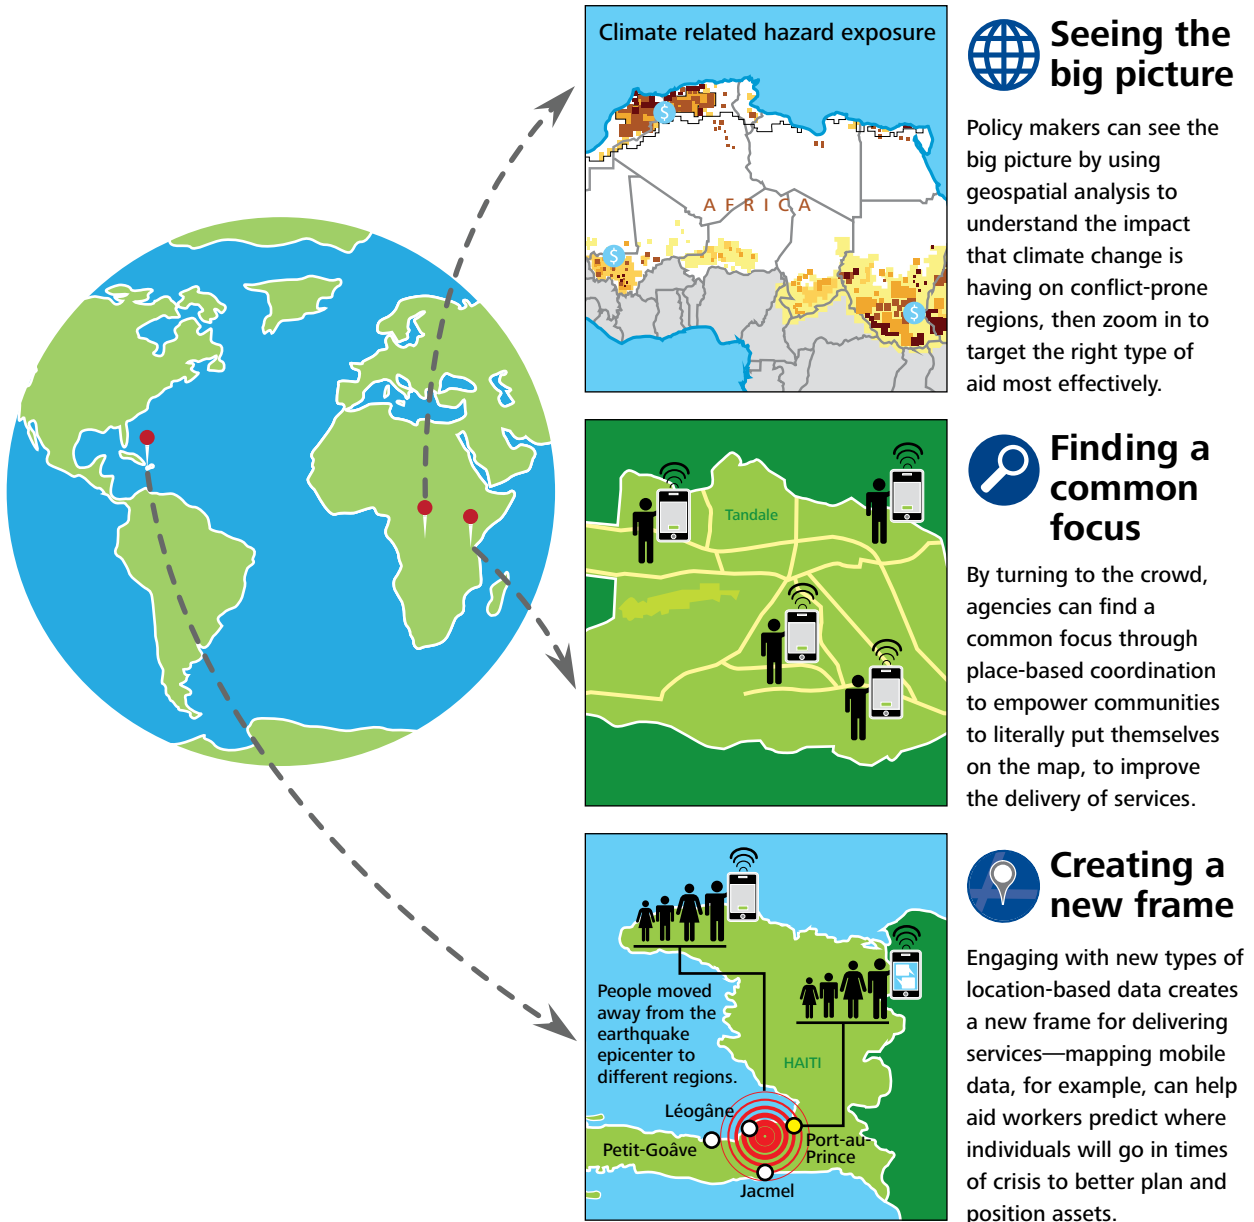 Climate related hazard exposure
$
AFRICA
$
$
Seeing the
big picture
Policy makers can see the
big picture by using
geospatial analysis to
understand the impact
that climate change is
having on conflict-prone
regions, then zoom in to
target the right type of
aid most effectively.
Tandale
Finding a
common
focus
By turning to the crowd,
agencies can find a
common focus through
place-based coordination
to empower communities
to literally put themselves
on the map, to improve
the delivery of services.
People moved
away from the
earthquake
epicenter to
different regions.
HAITI
Léogâne
Petit-Goâve
Port-au-
Prince
Jacmel
Creating a
new frame
Engaging with new types of
location-based data creates
a new frame for delivering
services—mapping mobile
data, for example, can help
aid workers predict where
individuals will go in times
of crisis to better plan and
position assets.